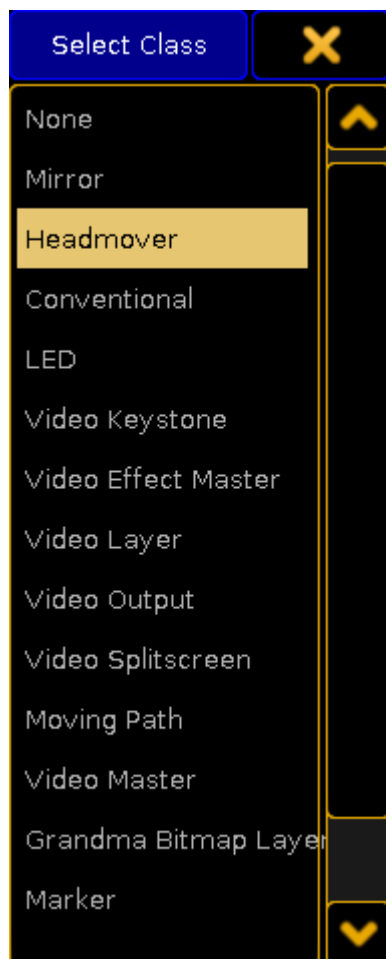 Select Class
None
Mirror
Headmover
Conventional
LED
Video Keystone
Video Effect Master
Video Layer
Video Output
Video Splitscreen
Moving Path
Video Master
Grandma Bitmap Layer
Marker